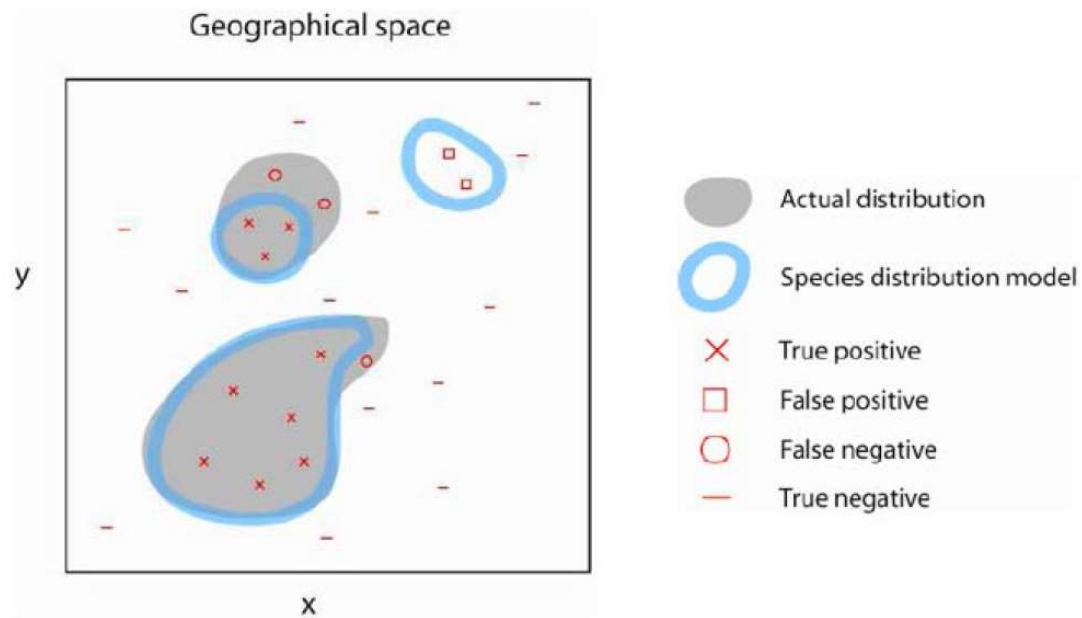 Geographical space
y
x
Actual distribution
Species distribution model
True positive
False positive
False negative
True negative